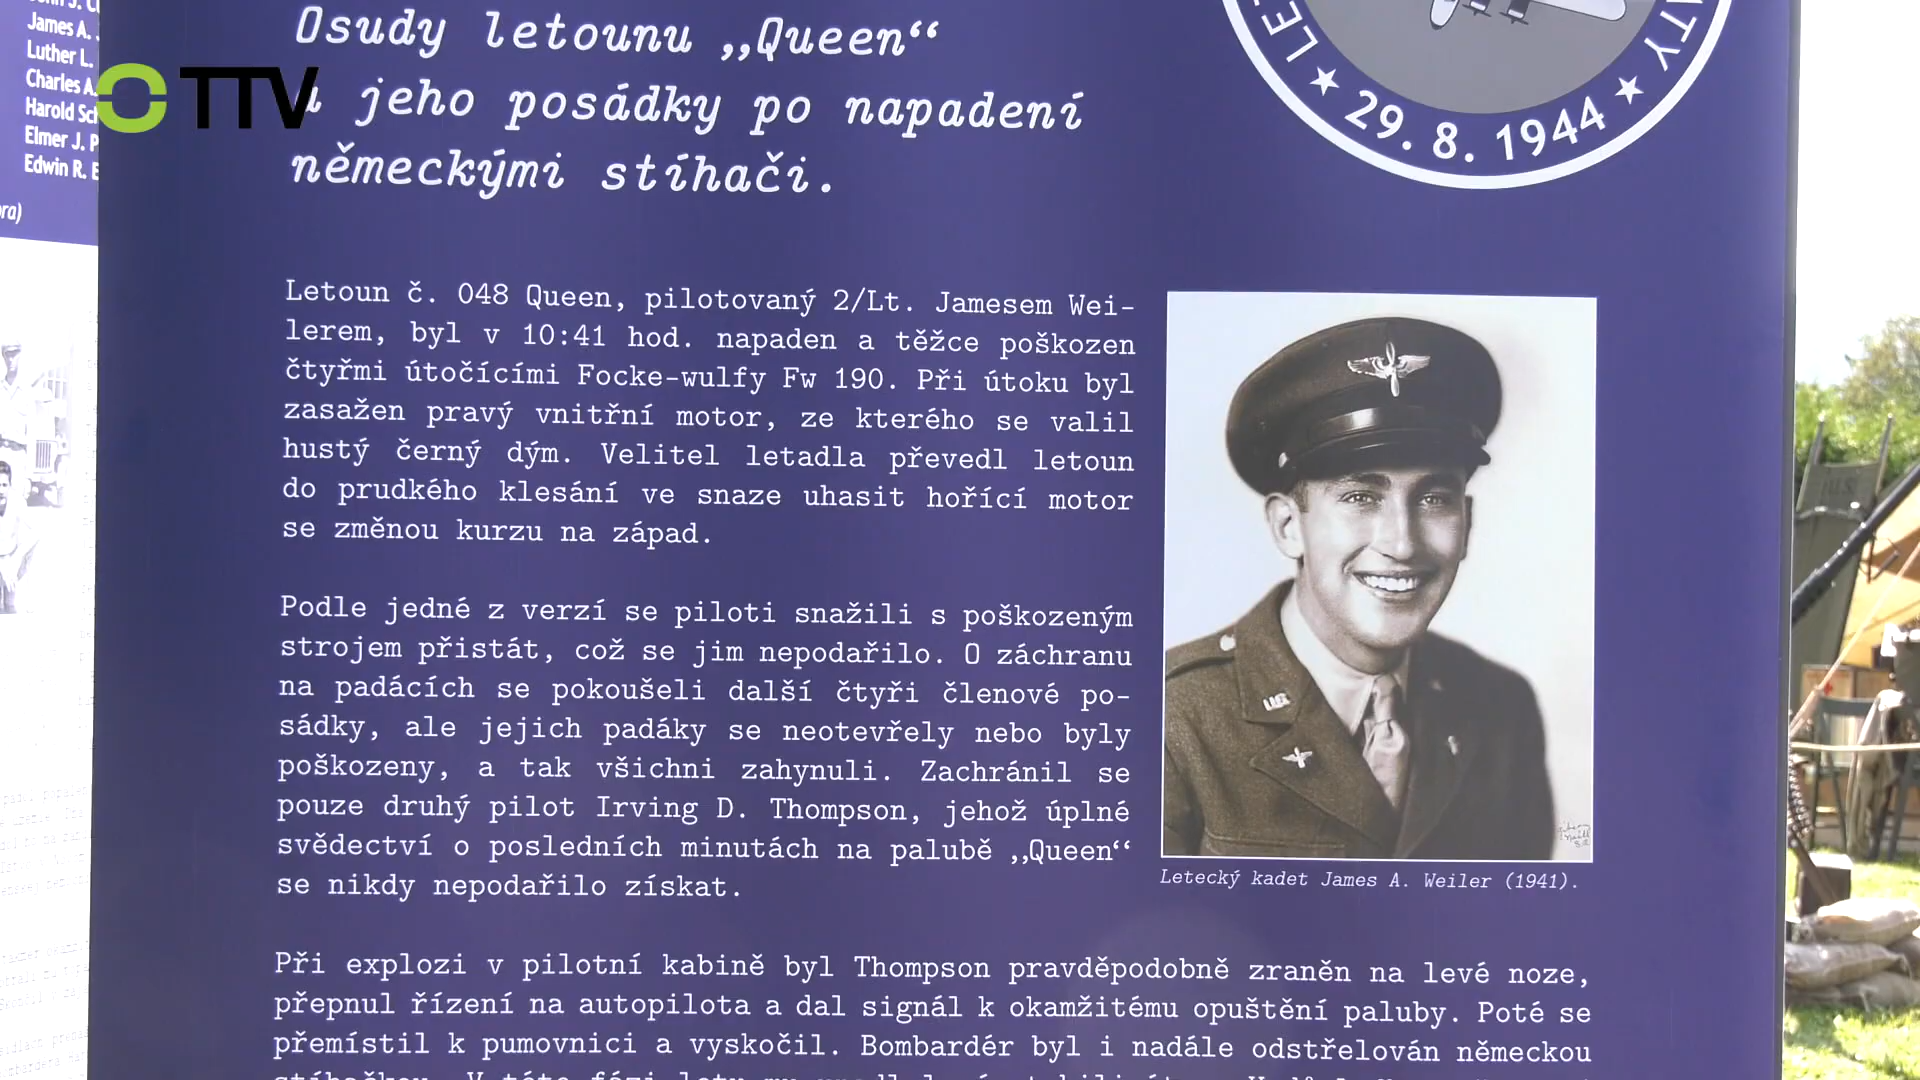 James A.
Luther L.
Charles A.
Harold Sch
Elmer J. P
Edwin R. E
TTV
Osudy letounu „Queen“
a jeho posádky po napadení
německými stíhači.
29. 8. 1944
Letoun č. 048 Queen, pilotovaný 2/Lt. Jamesem Wei-
lerem, byl v 10:41 hod. napaden a těžce poškozen
čtyřmi útočícími Focke-wulfy Fw 190. Při útoku byl
zasažen pravý vnitřní motor, ze kterého se valil
hustý černý dým. Velitel letadla převedl letoun
do prudkého klesání ve snaze uhasit hořící motor
se změnou kurzu na západ.
Podle jedné z verzí se piloti snažili s poškozeným
strojem přistát, což se jim nepodařilo. O záchranu
na padácích se pokoušeli další čtyři členové po-
sádky, ale jejich padáky se neotevřely nebo byly
poškozeny, a tak všichni zahynuli. Zachránil se
pouze druhý pilot Irving D. Thompson, jehož úplné
svědectví o posledních minutách na palubě „Queen“
se nikdy nepodařilo získat.
Letecký kadet James A. Weiler (1941).
Při explozi v pilotní kabině byl Thompson pravděpodobně zraněn na levé noze,
přepnul řízení na autopilota a dal signál k okamžitému opuštění paluby. Poté se
přemístil k pumovnici a vyskočil. Bombardér byl i nadále odstřelován německou